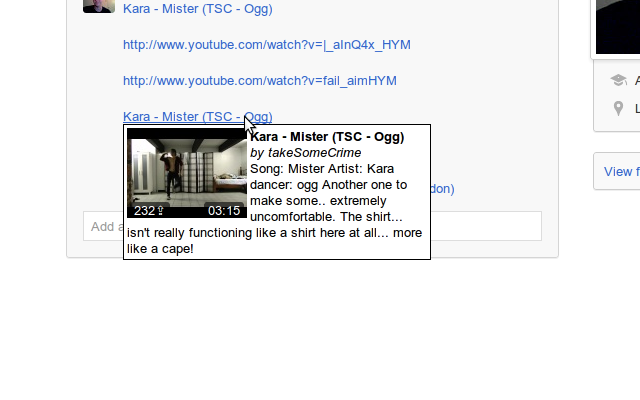 Kara - Mister (TSC - Ogg)
http://www.youtube.com/watch?v=|_aInQ4x_HYM
http://www.youtube.com/watch?v=fail_aimHYM
Kara - Mister (TSC - Ogg)
Kara - Mister (TSC - Ogg)
by takeSomeCrime
Song: Mister Artist: Kara
dancer: ogg Another one to
make some.. extremely
uncomfortable. The shirt...
isn't really functioning like a shirt here at all... more
like a cape!
232⇧ 03:15
don)
Add a
A
L
View f